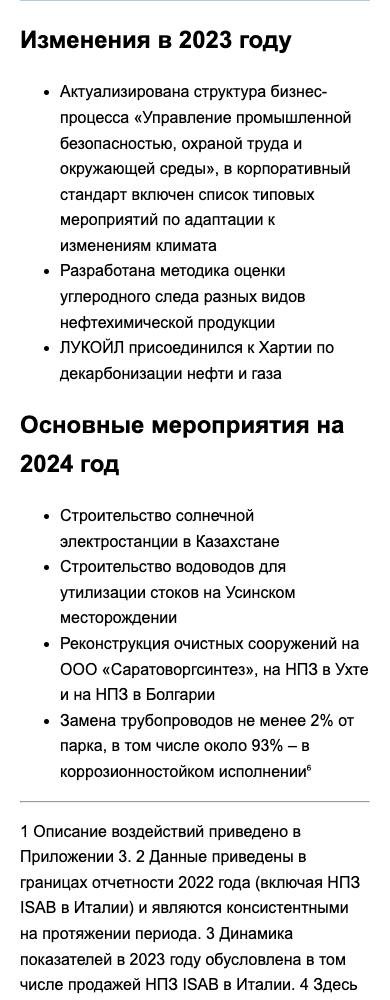 Изменения в 2023 году
• Актуализирована структура бизнес-
процесса «Управление промышленной
безопасностью, охраной труда и
окружающей среды», в корпоративный
стандарт включен список типовых
мероприятий по адаптации к
изменениям климата
• Разработана методика оценки
углеродного следа разных видов
нефтехимической продукции
• ЛУКОЙЛ присоединился к Хартии по
декарбонизации нефти и газа
Основные мероприятия на
2024 год
• Строительство солнечной
электростанции в Казахстане
• Строительство водоводов для
утилизации стоков на Усинском
месторождении
• Реконструкция очистных сооружений на
ООО «Саратоворгсинтез», на НПЗ в Ухте
и на НПЗ в Болгарии
• Замена трубопроводов не менее 2% от
парка, в том числе около 93% – в
коррозионностойком исполнении⁶
1 Описание воздействий приведено в
Приложении 3. 2 Данные приведены в
границах отчетности 2022 года (включая НПЗ
ISAB в Италии) и являются консистентными
на протяжении периода. 3 Динамика
показателей в 2023 году обусловлена в том
числе продажей НПЗ ISAB в Италии. 4 Здесь